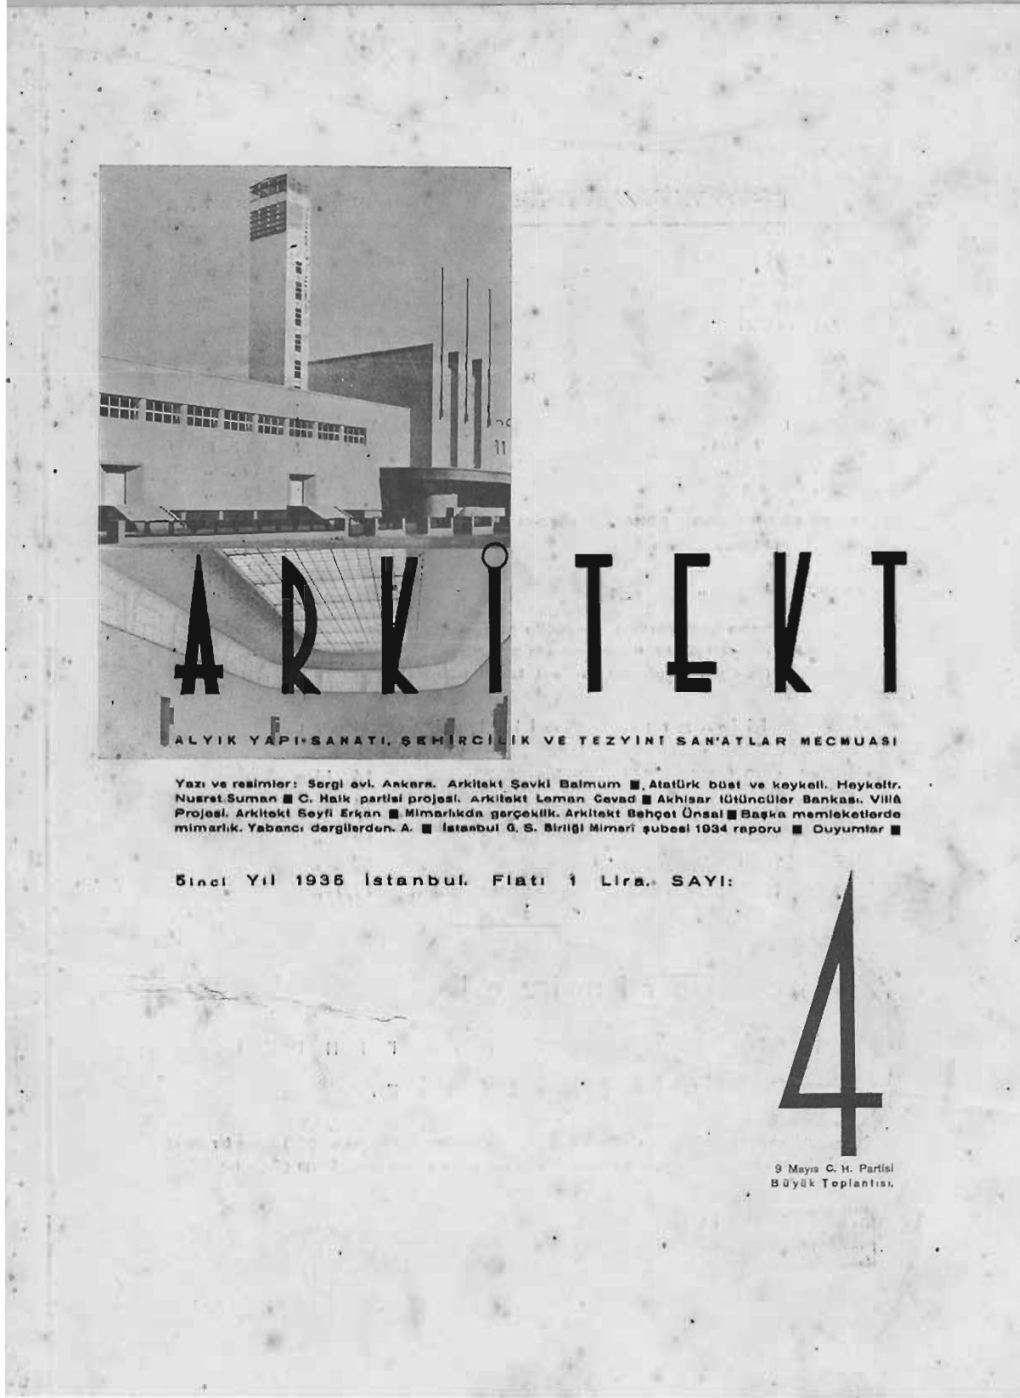 ARKİTEKT
ALYIK YAPI-SANATI, ŞEHİRCİLİK VE TEZYİNİ SAN'ATLAR MECMUASI
Yazı ve resimler: Sergi evi. Ankara. Arkitekt Şevki Balmum ■, Atatürk büst ve keykeli. Heykeltr.
Nusret Suman ■ C. Halk partisi projesi. Arkitekt Leman Cevad ■ Akhisar tütüncüler Bankası. Villâ
Projesi. Arkitekt Seyfi Erkan ■ Mimarlıkda gerçeklik. Arkitekt Behçet Ünsal ■ Başka memleketlerde
mimarlık. Yabancı dergilerden. A. ■ İstanbul G. S. Birliği Mimarî şubesi 1934 raporu ■ Duyumlar ■
5inci Yıl 1935 İstanbul. Fiatı 1 Lira. SAYI:
4
9 Mayıs C. H. Partisi
Büyük Toplantısı.